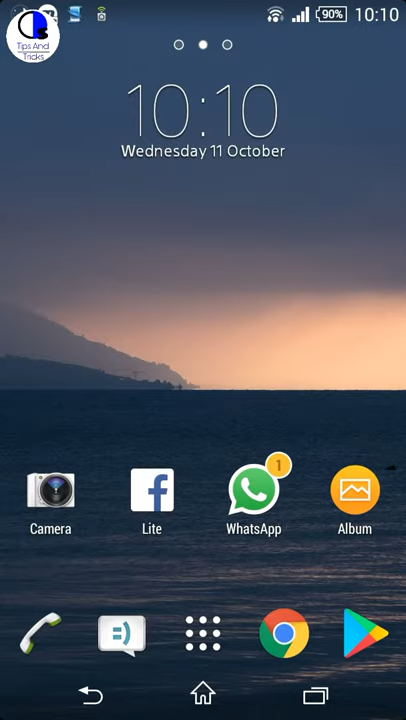 Tips And
Tricks
90%
10:10
10:10
Wednesday 11 October
1
Camera
Lite
WhatsApp
Album